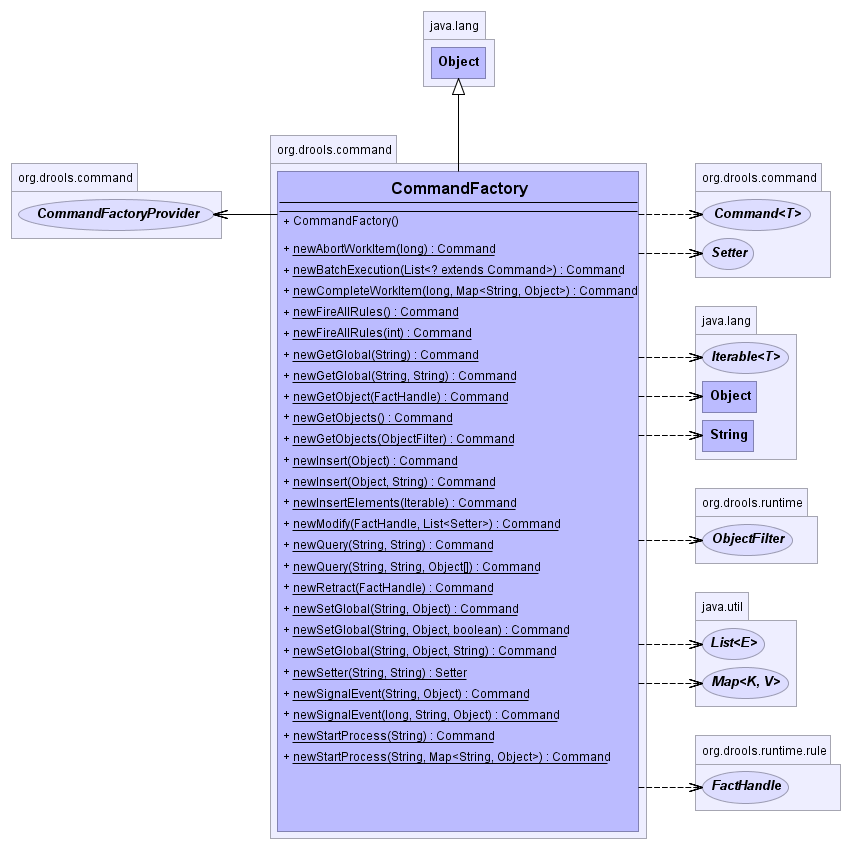 java.lang
Object
org.drools.command
CommandFactoryProvider
org.drools.command
CommandFactory
+ CommandFactory()
+ newAbortWorkItem(long) : Command
+ newBatchExecution(List<? extends Command>) : Command
+ newCompleteWorkItem(long, Map<String, Object>) : Command
+ newFireAllRules() : Command
+ newFireAllRules(int) : Command
+ newGetGlobal(String) : Command
+ newGetGlobal(String, String) : Command
+ newGetObject(FactHandle) : Command
+ newGetObjects() : Command
+ newGetObjects(ObjectFilter) : Command
+ newInsert(Object) : Command
+ newInsert(Object, String) : Command
+ newInsertElements(Iterable) : Command
+ newModify(FactHandle, List<Setter>) : Command
+ newQuery(String, String) : Command
+ newQuery(String, String, Object[]) : Command
+ newRetract(FactHandle) : Command
+ newSetGlobal(String, Object) : Command
+ newSetGlobal(String, Object, boolean) : Command
+ newSetGlobal(String, Object, String) : Command
+ newSetter(String, String) : Setter
+ newSignalEvent(String, Object) : Command
+ newSignalEvent(long, String, Object) : Command
+ newStartProcess(String) : Command
+ newStartProcess(String, Map<String, Object>) : Command
org.drools.command
Command<T>
Setter
java.lang
Iterable<T>
Object
String
org.drools.runtime
ObjectFilter
java.util
List<E>
Map<K, V>
org.drools.runtime.rule
FactHandle